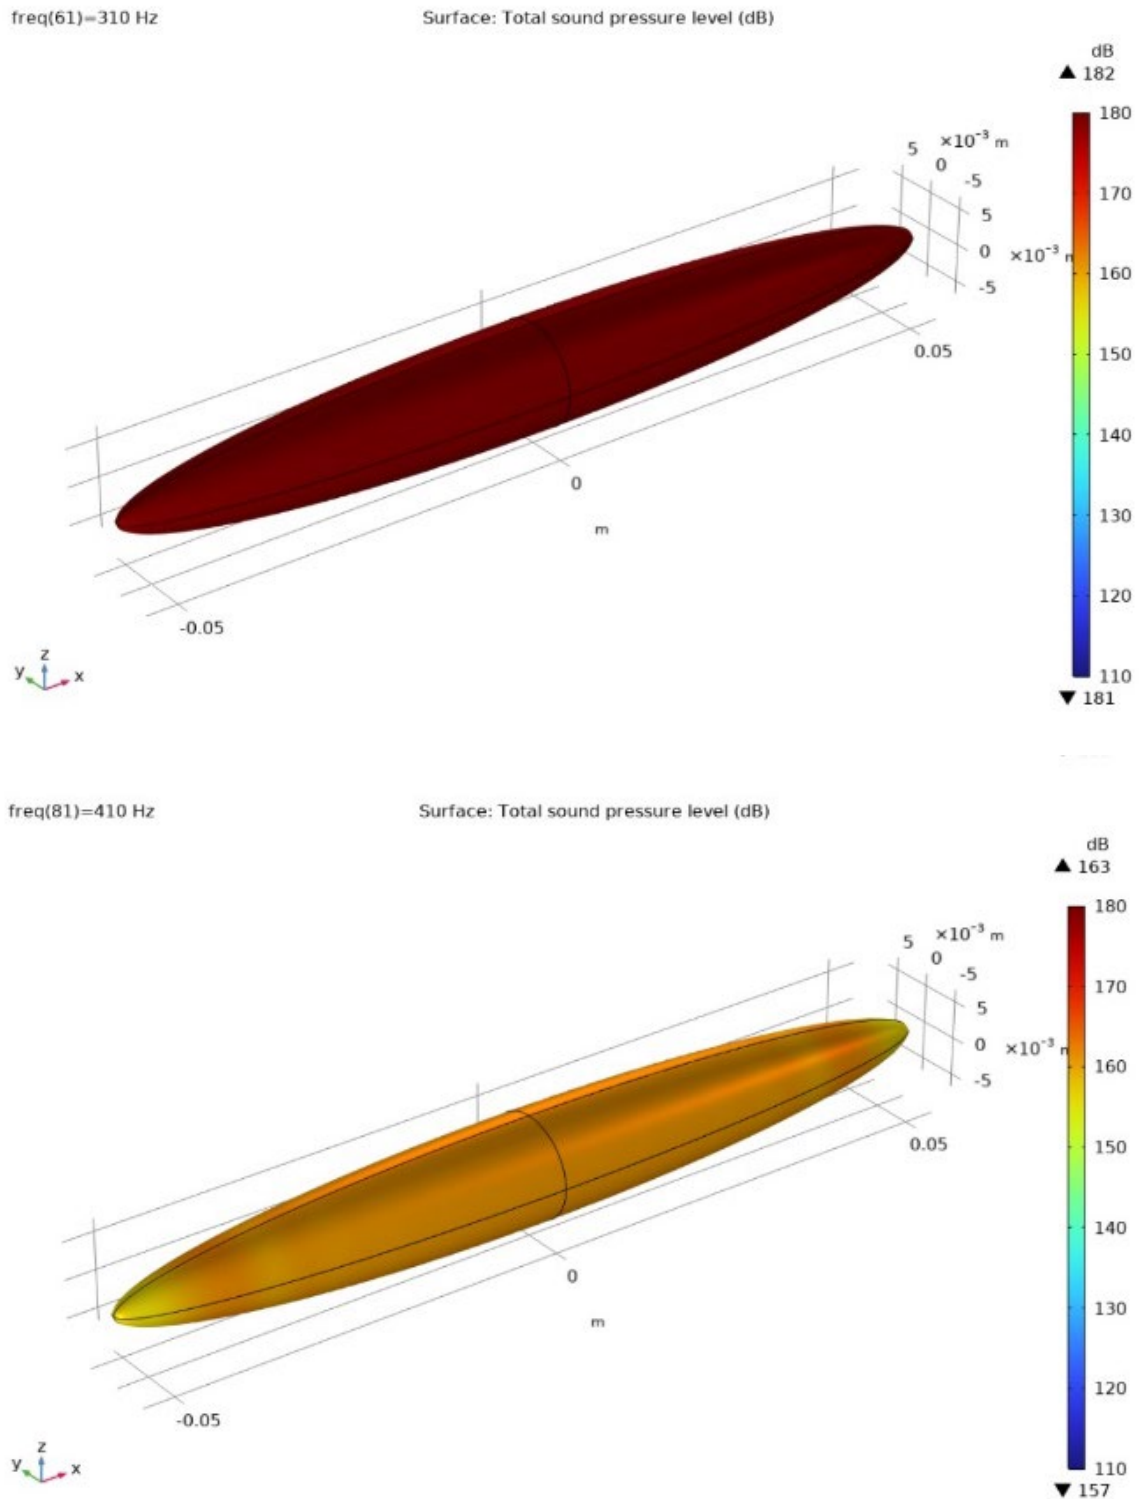 freq(61)=310 Hz
Surface: Total sound pressure level (dB)
dB
▲ 182
180
170
160
150
140
130
120
110
▼ 181
5 0 -5 ×10⁻³ m
5
0 ×10⁻³
-5
0.05
0
m
-0.05
z
y x
freq(81)=410 Hz
Surface: Total sound pressure level (dB)
dB
▲ 163
180
170
160
150
140
130
120
110
▼ 157
5 0 -5 ×10⁻³ m
5
0 ×10⁻³
-5
0.05
0
m
-0.05
z
y x